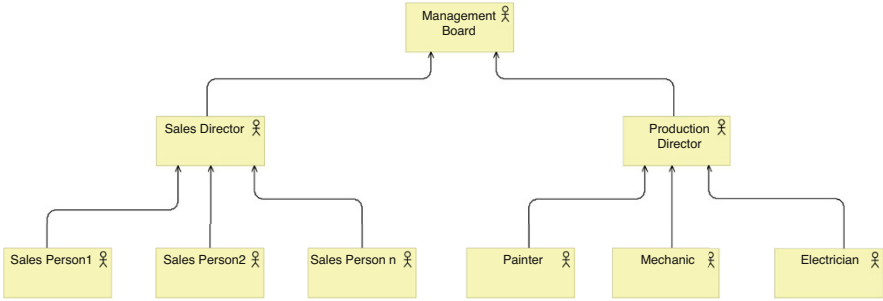 Management
Board
Sales Director
Production
Director
Sales Person1
Sales Person2
Sales Person n
Painter
Mechanic
Electrician